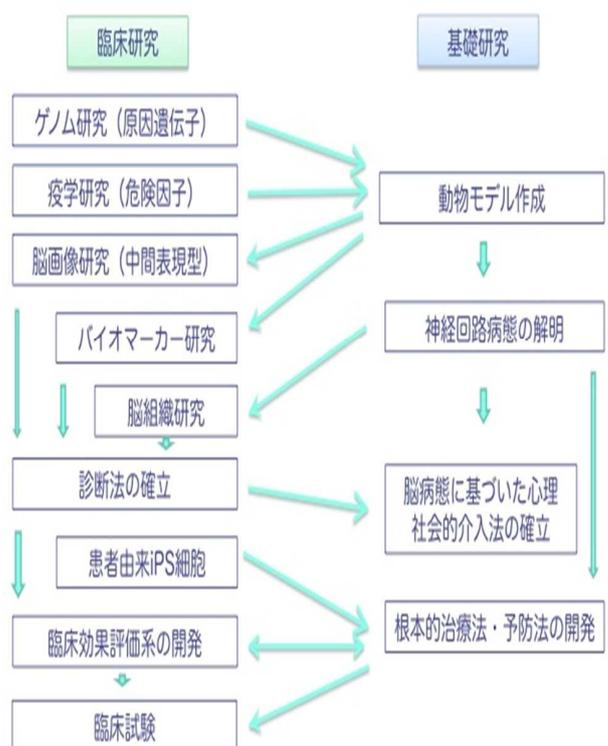 臨床研究
基礎研究
ゲノム研究（原因遺伝子）
疫学研究（危険因子）
脳画像研究（中間表現型）
バイオマーカー研究
脳組織研究
診断法の確立
患者由来iPS細胞
臨床効果評価系の開発
臨床試験
動物モデル作成
神経回路病態の解明
脳病態に基づいた心理
社会的介入法の確立
根本的治療法・予防法の開発